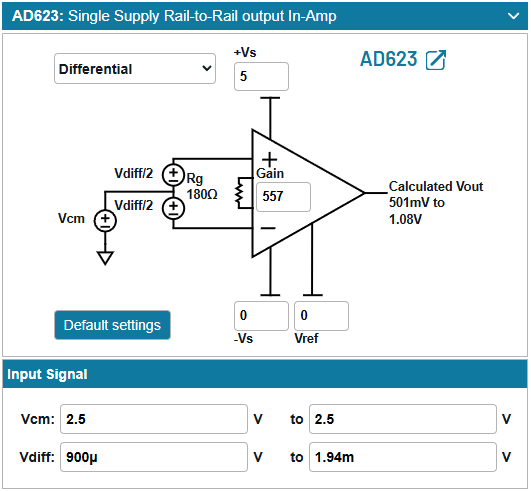 AD623: Single Supply Rail-to-Rail output In-Amp
Differential
+Vs
5
AD623
Vdiff/2
Rg
180Ω
Gain
557
Vdiff/2
Vcm
Calculated Vout
501mV to
1.08V
Default settings
0
-Vs
0
Vref
Input Signal
Vcm: 2.5 V to 2.5 V
Vdiff: 900µ V to 1.94m V